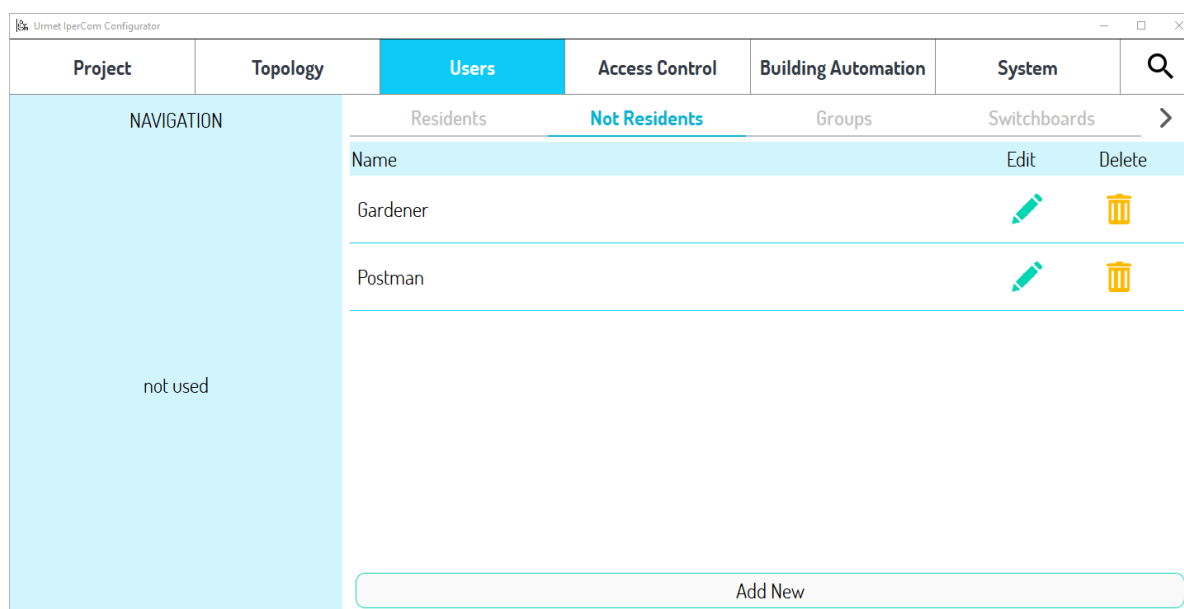 Urmet IperCom Configurator
Project Topology Users Access Control Building Automation System
NAVIGATION
Residents Not Residents Groups Switchboards
Name Edit Delete
Gardener
Postman
not used
Add New